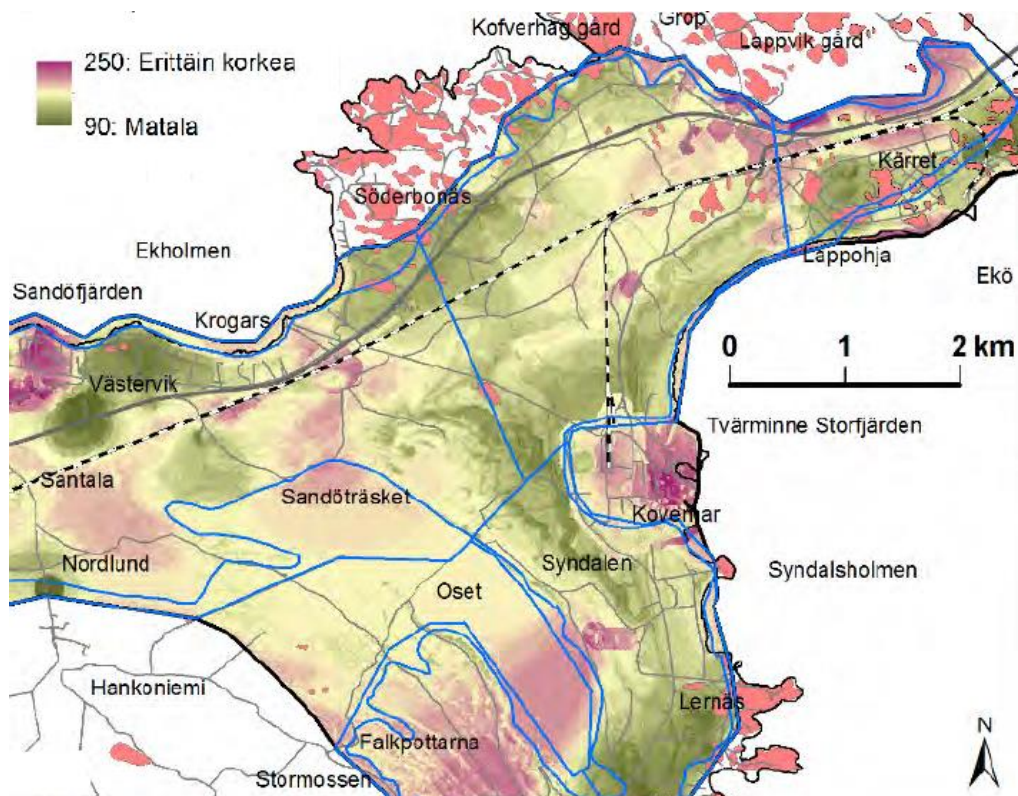 Kofverhag gård
Grop
Lappvik gård
250: Erittäin korkea
90: Matala
Kärret
Söderbonäs
Ekholmen
Lappohja
Ekö
Sandöfjärden
Krogars
0 1 2 km
Västervik
Tvärminne Storfjärden
Santala
Sandöträsket
Koverhar
Nordlund
Syndalen
Syndalsholmen
Oset
Hankoniemi
Lernäs
Falkpottarna
Stormossen
N